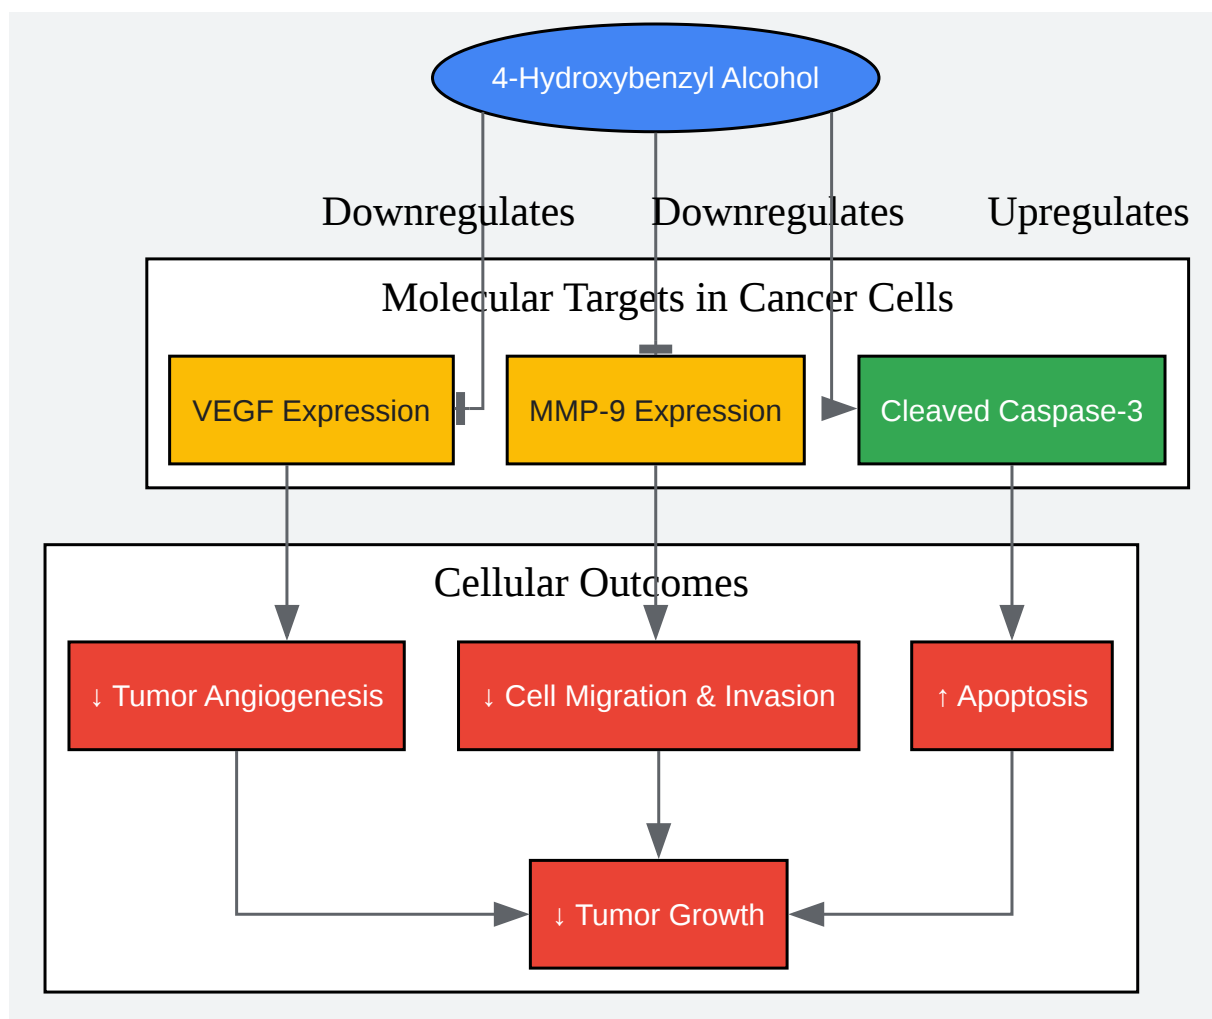 4-Hydroxybenzyl Alcohol
Downregulates
Downregulates
Upregulates
Molecular Targets in Cancer Cells
VEGF Expression
MMP-9 Expression
Cleaved Caspase-3
Cellular Outcomes
↓ Tumor Angiogenesis
↓ Cell Migration & Invasion
↑ Apoptosis
↓ Tumor Growth